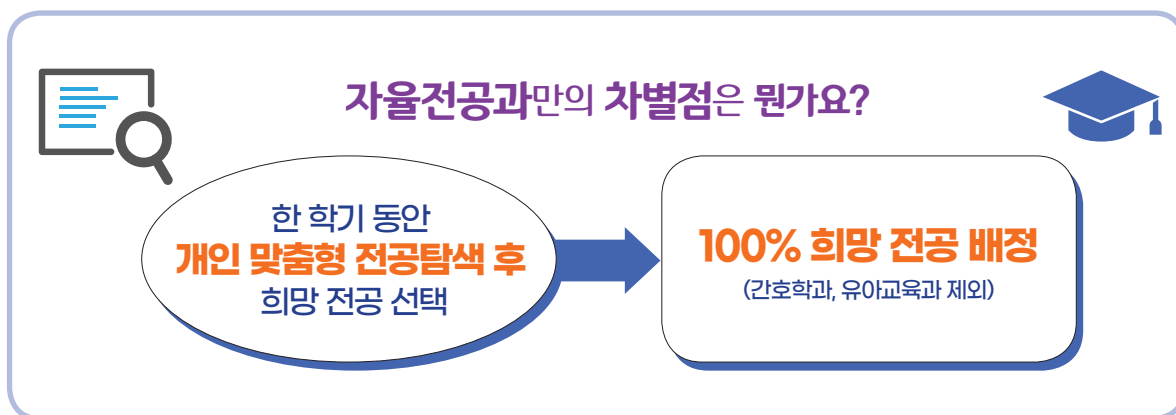 자율전공과만의 차별점은 뭔가요?
한 학기 동안
개인 맞춤형 전공탐색 후
희망 전공 선택
100% 희망 전공 배정
(간호학과, 유아교육과 제외)